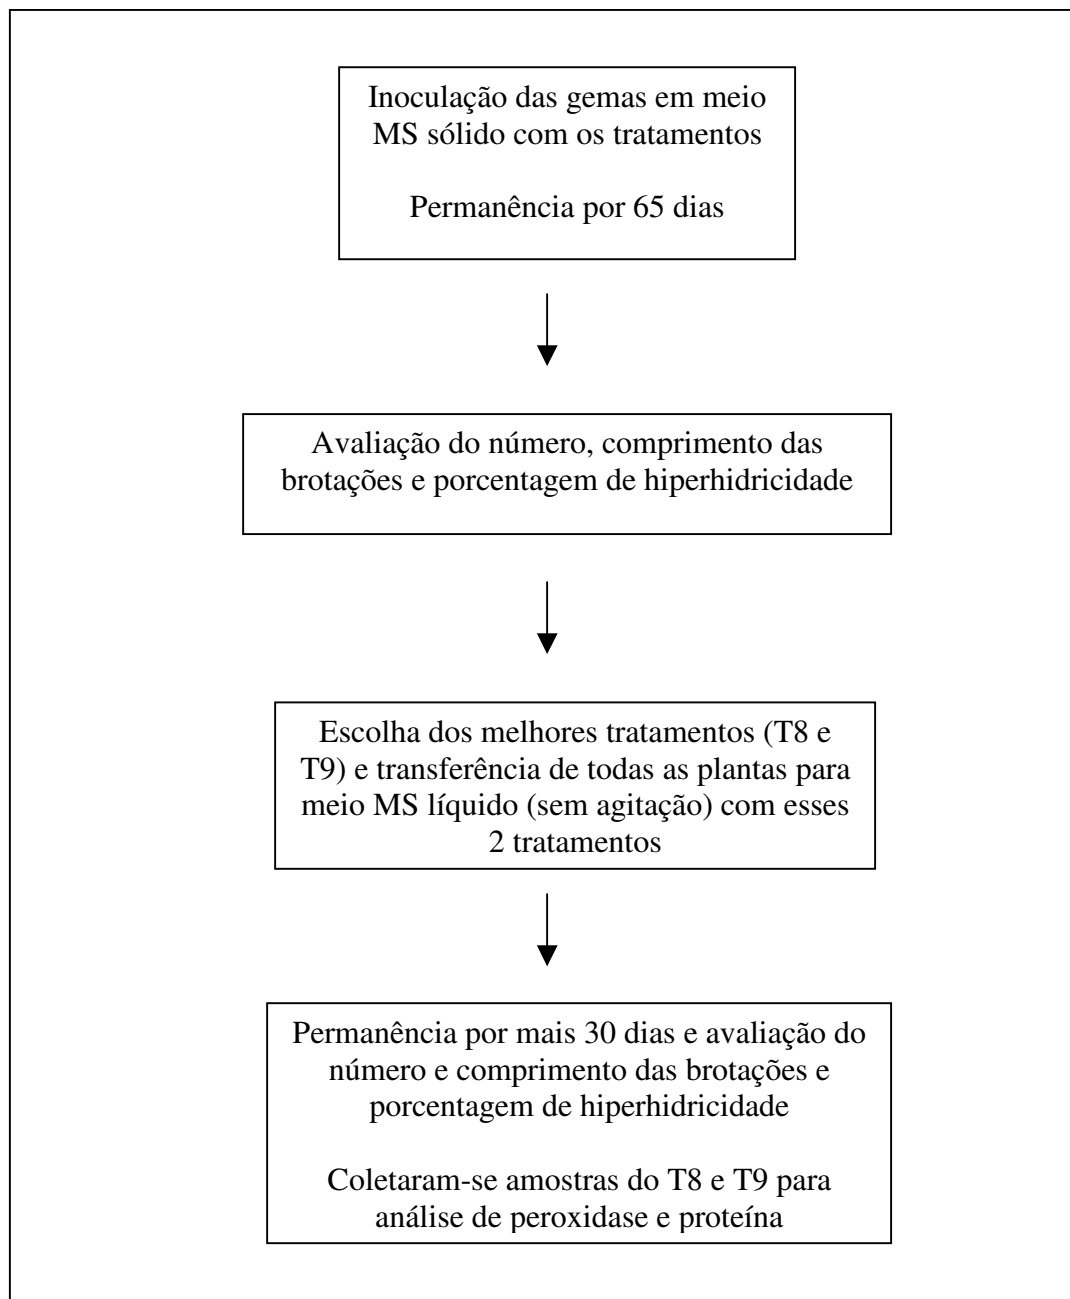 Inoculação das gemas em meio
MS sólido com os tratamentos
Permanência por 65 dias
Avaliação do número, comprimento das
brotações e porcentagem de hiperhidricidade
Escolha dos melhores tratamentos (T8 e
T9) e transferência de todas as plantas para
meio MS líquido (sem agitação) com esses
2 tratamentos
Permanência por mais 30 dias e avaliação do
número e comprimento das brotações e
porcentagem de hiperhidricidade
Coletaram-se amostras do T8 e T9 para
análise de peroxidase e proteína